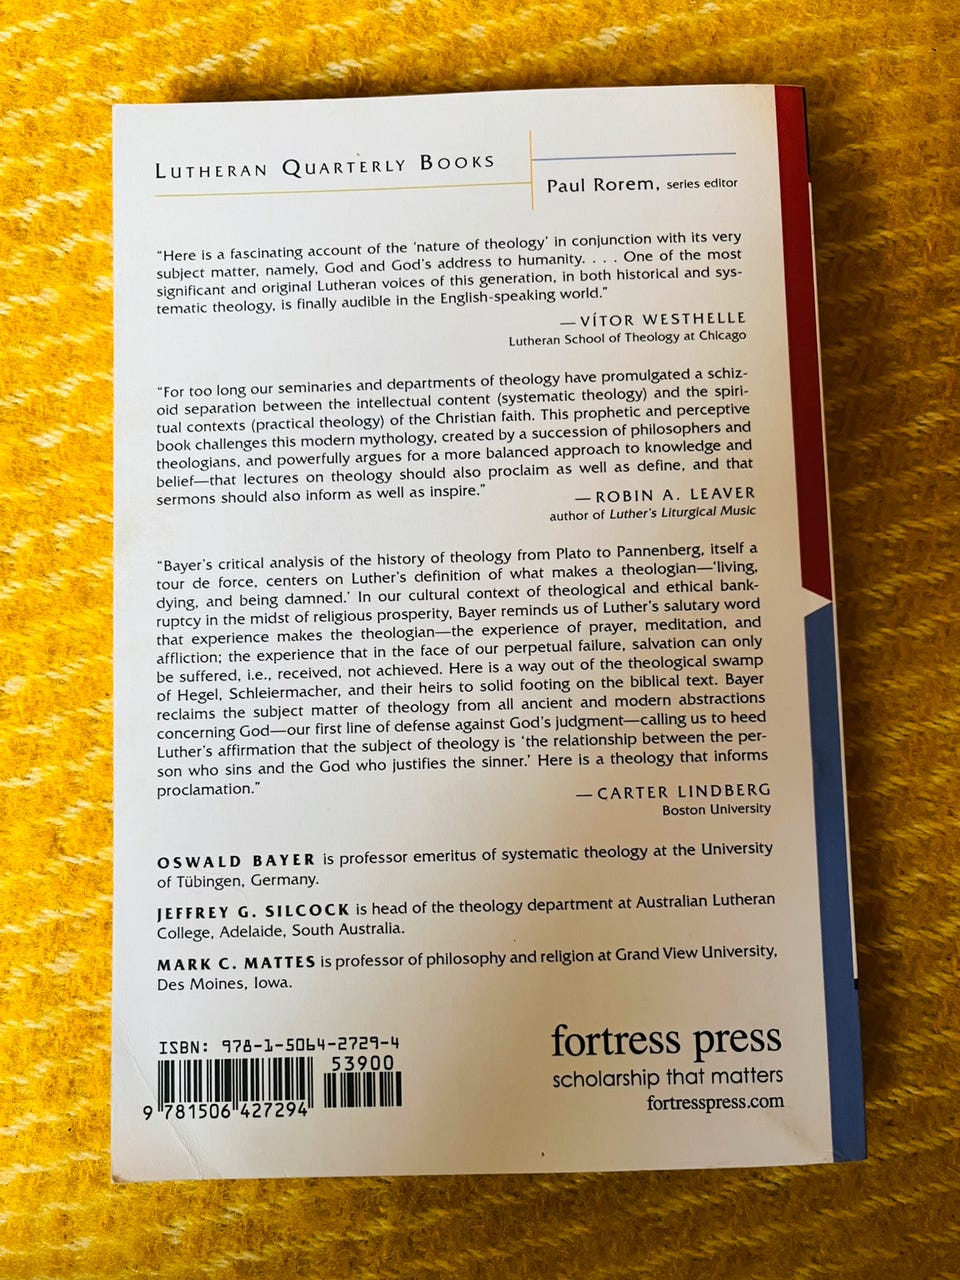 LUTHERAN QUARTERLY BOOKS
Paul Rorem, series editor
“Here is a fascinating account of the ‘nature of theology’ in conjunction with its very
subject matter, namely, God and God’s address to humanity. . . . One of the most
significant and original Lutheran voices of this generation, in both historical and sys-
tematic theology, is finally audible in the English-speaking world.”
—VÍTOR WESTHELLE
Lutheran School of Theology at Chicago
“For too long our seminaries and departments of theology have promulgated a schiz-
oid separation between the intellectual content (systematic theology) and the spiri-
tual contexts (practical theology) of the Christian faith. This prophetic and perceptive
book challenges this modern mythology, created by a succession of philosophers and
theologians, and powerfully argues for a more balanced approach to knowledge and
belief—that lectures on theology should also proclaim as well as define, and that
sermons should also inform as well as inspire.”
—ROBIN A. LEAVER
author of Luther’s Liturgical Music
“Bayer’s critical analysis of the history of theology from Plato to Pannenberg, itself a
tour de force, centers on Luther’s definition of what makes a theologian—‘living,
dying, and being damned.’ In our cultural context of theological and ethical bank-
ruptcy in the midst of religious prosperity, Bayer reminds us of Luther’s salutary word
that experience makes the theologian—the experience of prayer, meditation, and
affliction; the experience that in the face of our perpetual failure, salvation can only
be suffered, i.e., received, not achieved. Here is a way out of the theological swamp
of Hegel, Schleiermacher, and their heirs to solid footing on the biblical text. Bayer
reclaims the subject matter of theology from all ancient and modern abstractions
concerning God—our first line of defense against God’s judgment—calling us to heed
Luther’s affirmation that the subject of theology is ‘the relationship between the per-
son who sins and the God who justifies the sinner.’ Here is a theology that informs
proclamation.”
—CARTER LINDBERG
Boston University
OSWALD BAYER is professor emeritus of systematic theology at the University
of Tübingen, Germany.
JEFFREY G. SILCOCK is head of the theology department at Australian Lutheran
College, Adelaide, South Australia.
MARK C. MATTES is professor of philosophy and religion at Grand View University,
Des Moines, Iowa.
ISBN: 978-1-5064-2729-4
53900
9 781506 427294
fortress press
scholarship that matters
fortresspress.com